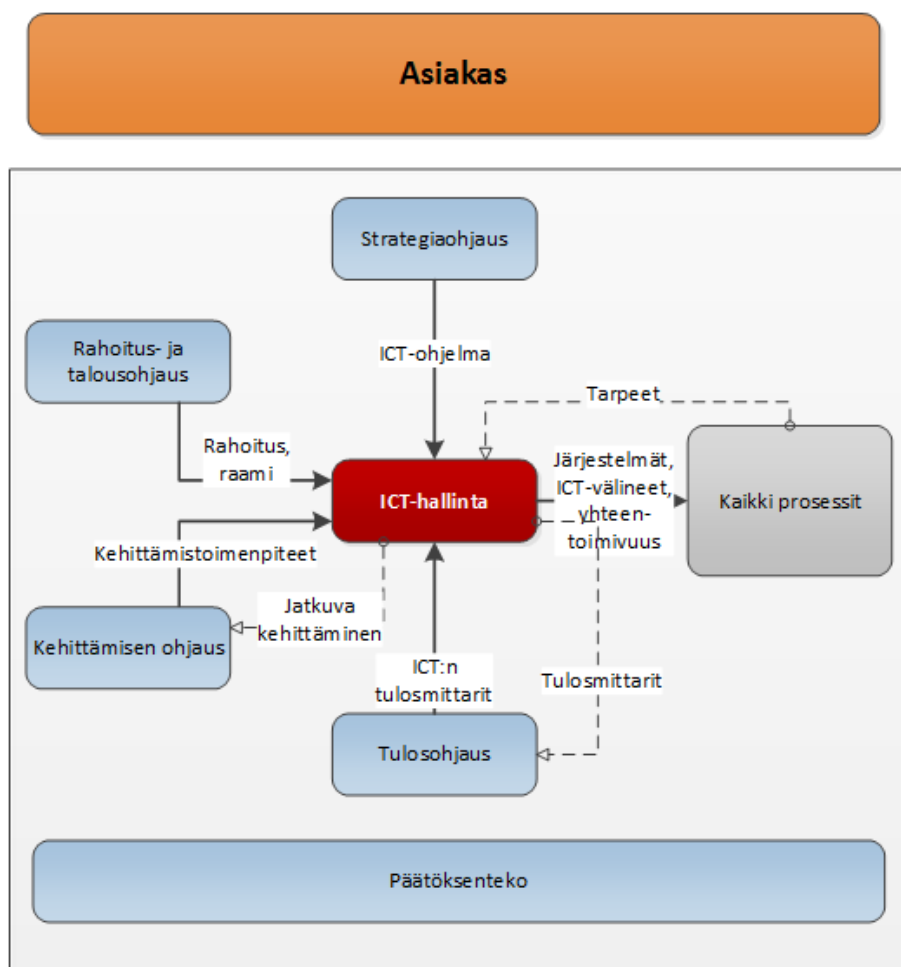 Asiakas
Strategiaohjaus
ICT-ohjelma
Rahoitus- ja
talousohjaus
Rahoitus,
raami
Tarpeet
Järjestelmät,
ICT-välineet,
yhteen-
toimivuus
Kaikki prosessit
ICT-hallinta
Kehittämistoimenpiteet
Jatkuva
kehittäminen
Kehittämisen ohjaus
ICT:n
tulosmittarit
Tulosmittarit
Tulosohjaus
Päätöksenteko